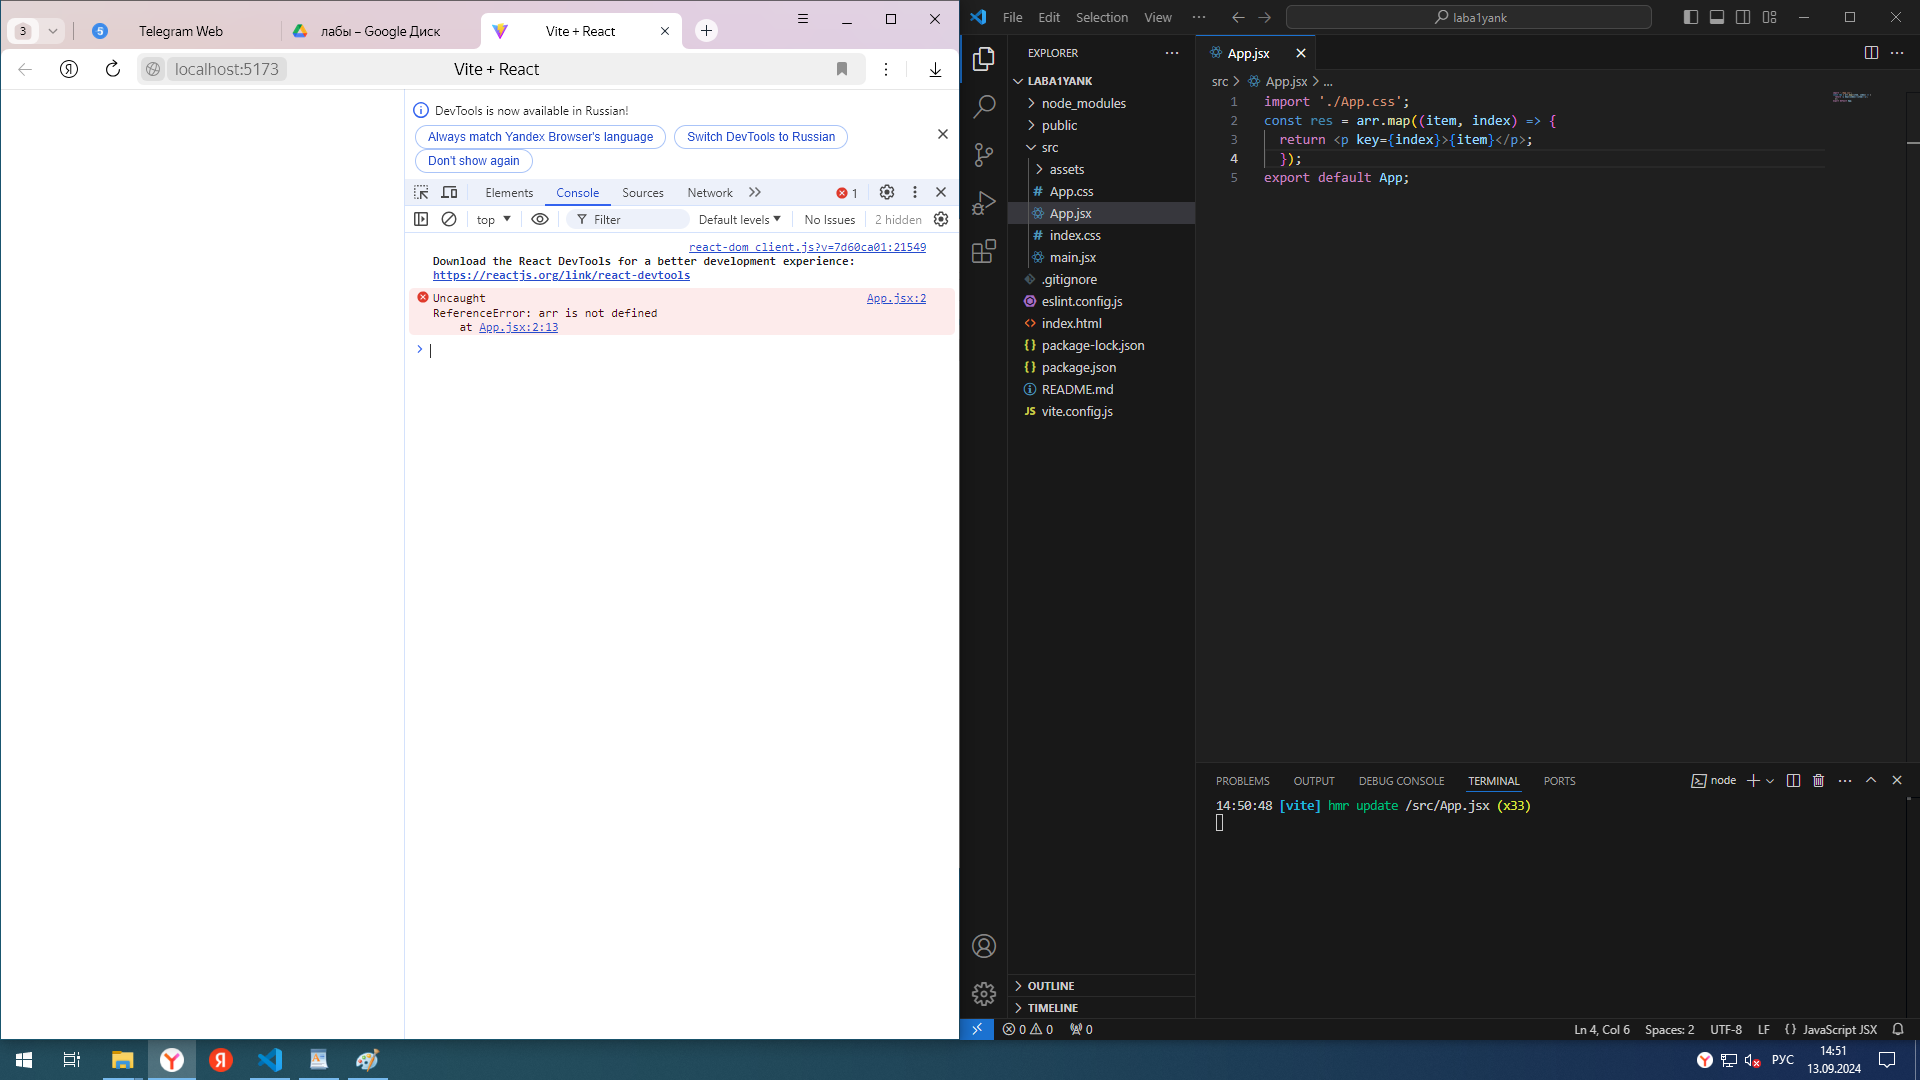 3
5
Telegram Web
лабы – Google Диск
Vite + React
localhost:5173
Vite + React
DevTools is now available in Russian!
Always match Yandex Browser's language
Switch DevTools to Russian
Don't show again
Elements
Console
Sources
Network
1
top
Filter
Default levels
No Issues
2 hidden
react-dom_client.js?v=7d60ca01:21549
Download the React DevTools for a better development experience:
https://reactjs.org/link/react-devtools
Uncaught App.jsx:2
ReferenceError: arr is not defined
at App.jsx:2:13
File
Edit
Selection
View
laba1yank
EXPLORER
LABA1YANK
node_modules
public
src
assets
# App.css
App.jsx
# index.css
main.jsx
.gitignore
eslint.config.js
<> index.html
{} package-lock.json
{} package.json
README.md
JS vite.config.js
OUTLINE
TIMELINE
App.jsx
src > App.jsx > ...
1 import './App.css';
2 const res = arr.map((item, index) => {
3 return <p key={index}>{item}</p>;
4 });
5 export default App;
PROBLEMS
OUTPUT
DEBUG CONSOLE
TERMINAL
PORTS
node
14:50:48 [vite] hmr update /src/App.jsx (x33)
0
0
0
Ln 4, Col 6
Spaces: 2
UTF-8
LF
{} JavaScript JSX
РУС
14:51
13.09.2024